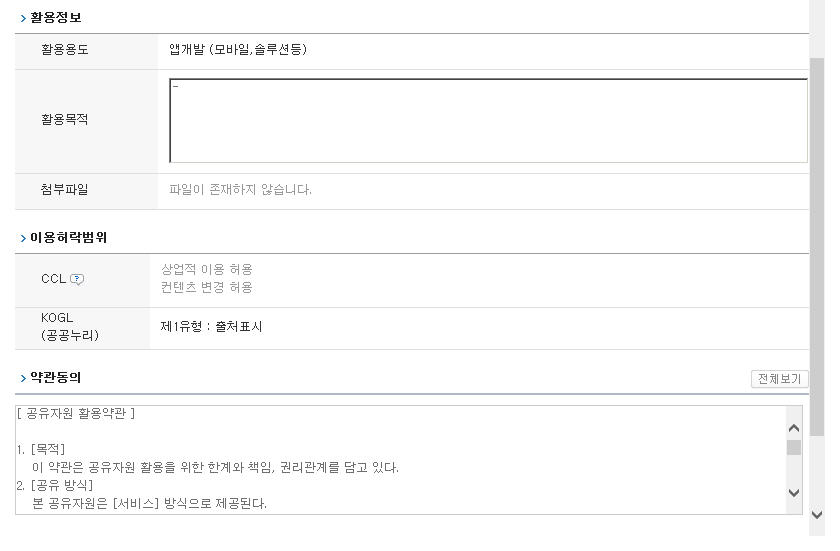 활용정보
활용용도 앱개발 (모바일,솔루션등)
활용목적 -
첨부파일 파일이 존재하지 않습니다.
이용허락범위
CCL ? 상업적 이용 허용
컨텐츠 변경 허용
KOGL
(공공누리) 제1유형 : 출처표시
약관동의 전체보기
[ 공유자원 활용약관 ]
1. [목적]
이 약관은 공유자원 활용을 위한 한계와 책임, 권리관계를 담고 있다.
2. [공유 방식]
본 공유자원은 [서비스] 방식으로 제공된다.